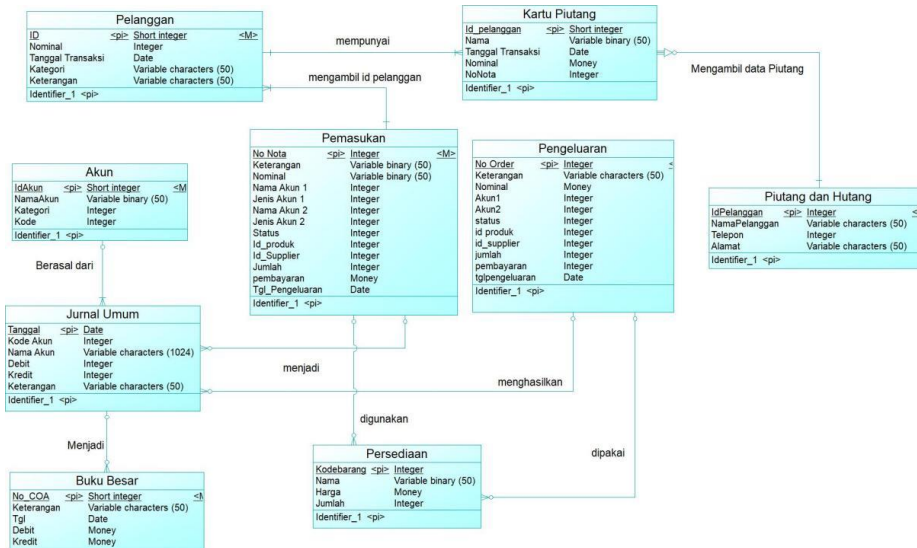 Pelanggan
ID <pi> Short integer <M>
Nominal Integer
Tanggal Transaksi Date
Kategori Variable characters (50)
Keterangan Variable characters (50)
Identifier_1 <pi>
mempunyai
mengambil id pelanggan
Kartu Piutang
Id_pelanggan <pi> Short integer
Nama Variable binary (50)
Tanggal Transaksi Date
Nominal Money
NoNota Integer
Identifier_1 <pi>
Mengambil data Piutang
Pemasukan
No Nota <pi> Integer <M>
Keterangan Variable binary (50)
Nominal Variable binary (50)
Nama Akun 1 Integer
Jenis Akun 1 Integer
Nama Akun 2 Integer
Jenis Akun 2 Integer
Status Integer
Id_produk Integer
Id_Supplier Integer
Jumlah Integer
pembayaran Money
Tgl_Pengeluaran Date
Identifier_1 <pi>
Pengeluaran
No Order <pi> Integer <
Keterangan Variable characters (50)
Nominal Money
Akun1 Integer
Akun2 Integer
status Integer
id produk Integer
id_supplier Integer
jumlah Integer
pembayaran Integer
tglpengeluaran Date
Identifier_1 <pi>
Akun
IdAkun <pi> Short integer <M
NamaAkun Variable binary (50)
Kategori Integer
Kode Integer
Identifier_1 <pi>
Piutang dan Hutang
IdPelanggan <pi> Integer <
NamaPelanggan Variable characters (50)
Telepon Integer
Alamat Variable characters (50)
Identifier_1 <pi>
Berasal dari
Jurnal Umum
Tanggal <pi> Date
Kode Akun Integer
Nama Akun Variable characters (1024)
Debit Integer
Kredit Integer
Keterangan Variable characters (50)
Identifier_1 <pi>
menjadi
menghasilkan
digunakan
dipakai
Menjadi
Persediaan
Kodebarang <pi> Integer
Nama Variable binary (50)
Harga Money
Jumlah Integer
Identifier_1 <pi>
Buku Besar
No_COA <pi> Short integer <M
Keterangan Variable characters (50)
Tgl Date
Debit Money
Kredit Money